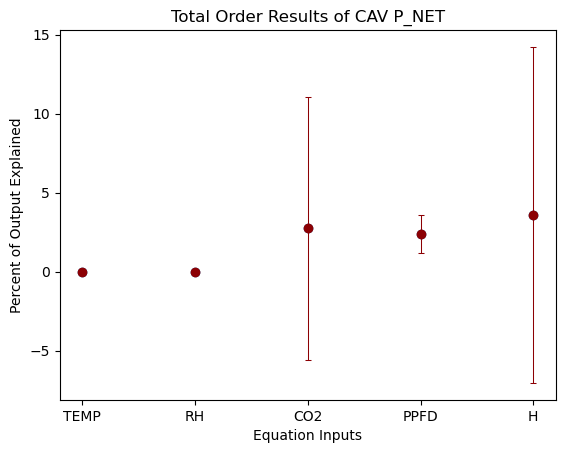 Total Order Results of CAV P_NET
Percent of Output Explained
15
10
5
0
−5
TEMP
RH
CO2
PPFD
H
Equation Inputs